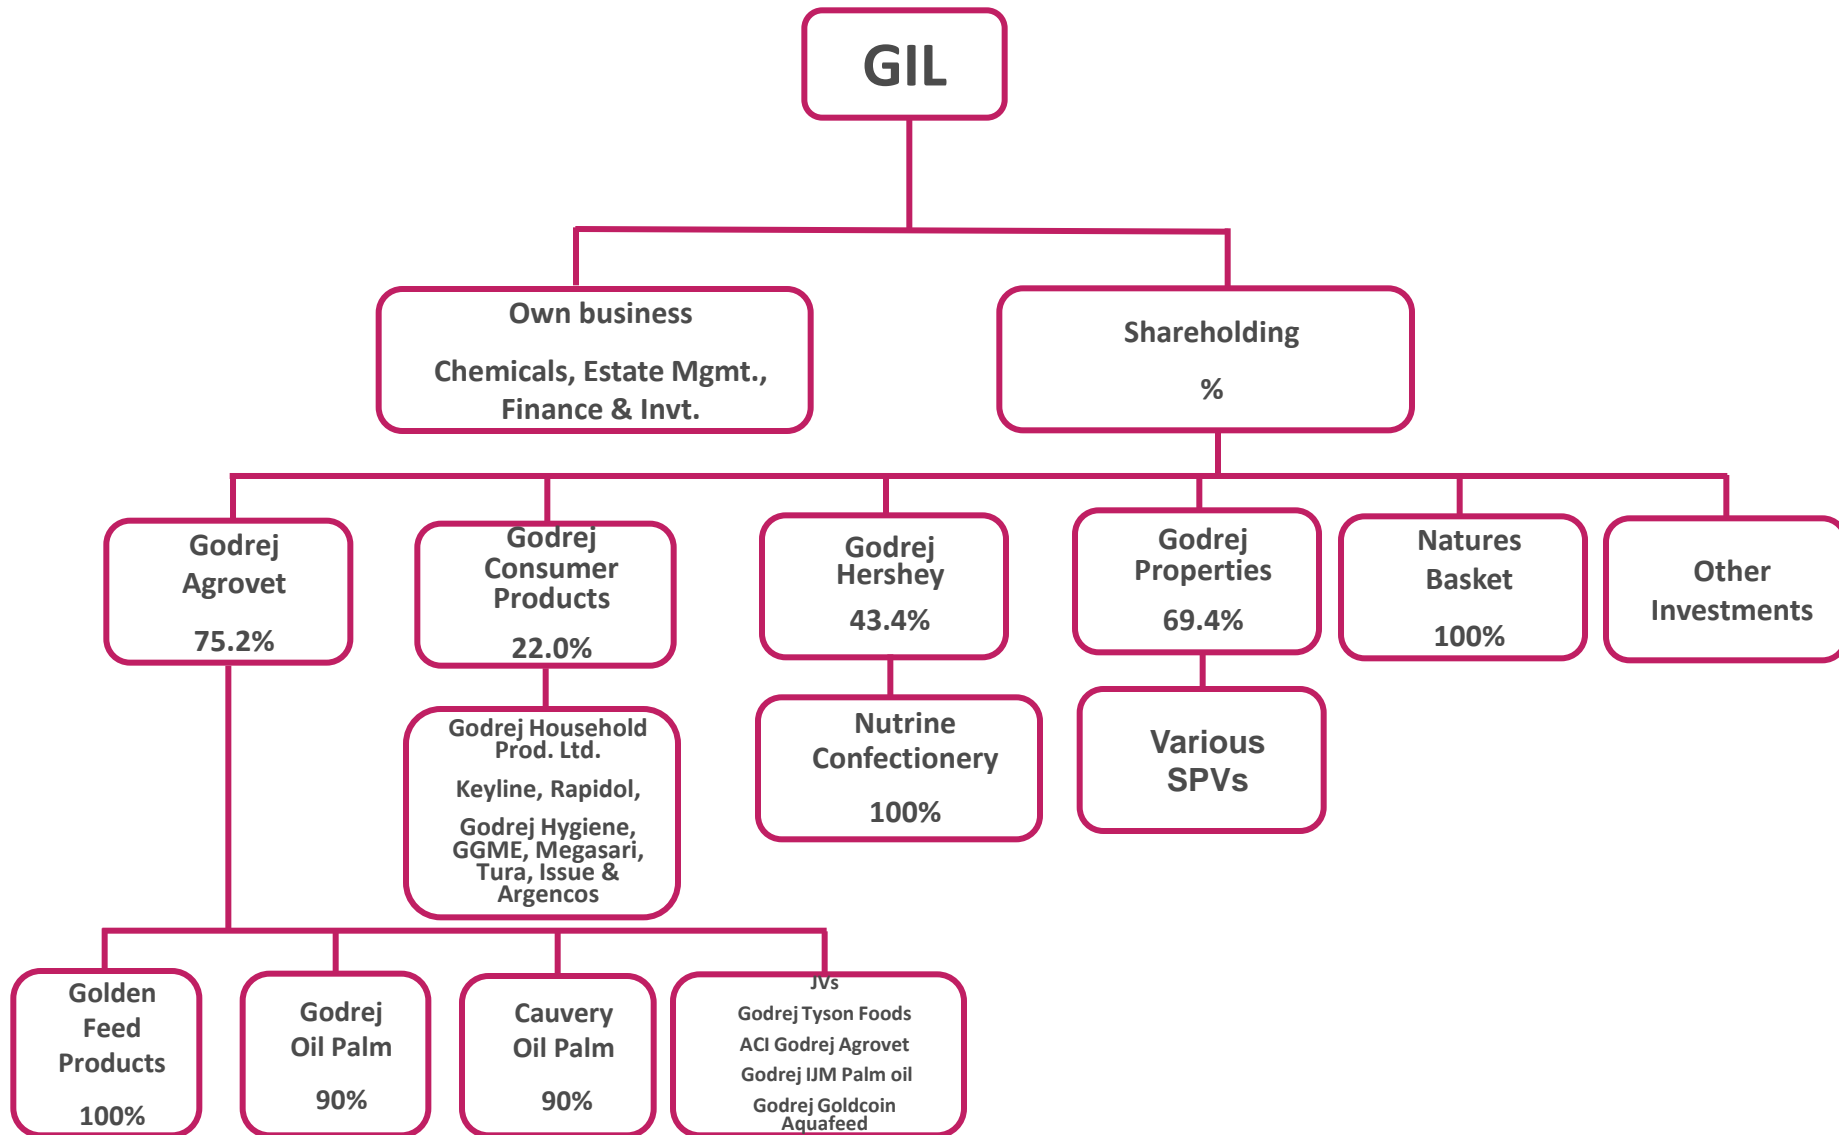 GIL
Own business
Chemicals, Estate Mgmt.,
Finance & Invt.
Shareholding
%
Godrej
Agrovet
75.2%
Godrej
Consumer
Products
22.0%
Godrej
Hershey
43.4%
Godrej
Properties
69.4%
Natures
Basket
100%
Other
Investments
Godrej Household
Prod. Ltd.
Keyline, Rapidol,
Godrej Hygiene,
GGME, Megasari,
Tura, Issue &
Argencos
Nutrine
Confectionery
100%
Various
SPVs
Golden
Feed
Products
100%
Godrej
Oil Palm
90%
Cauvery
Oil Palm
90%
JVs
Godrej Tyson Foods
ACI Godrej Agrovet
Godrej IJM Palm oil
Godrej Goldcoin
Aquafeed